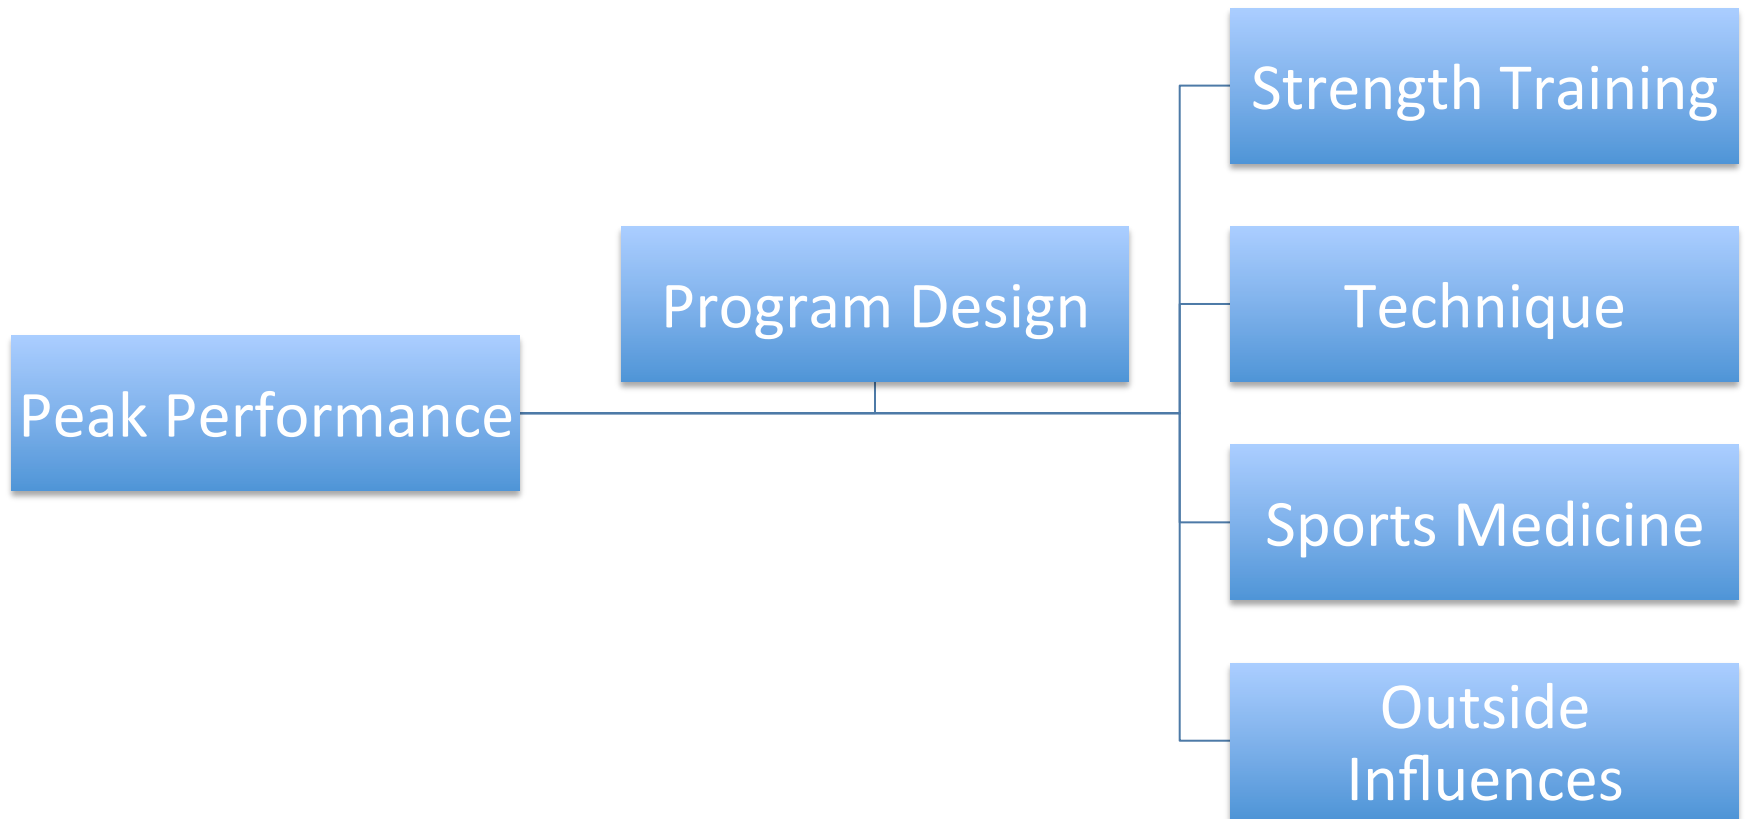 Peak Performance
Program Design
Strength Training
Technique
Sports Medicine
Outside
Influences